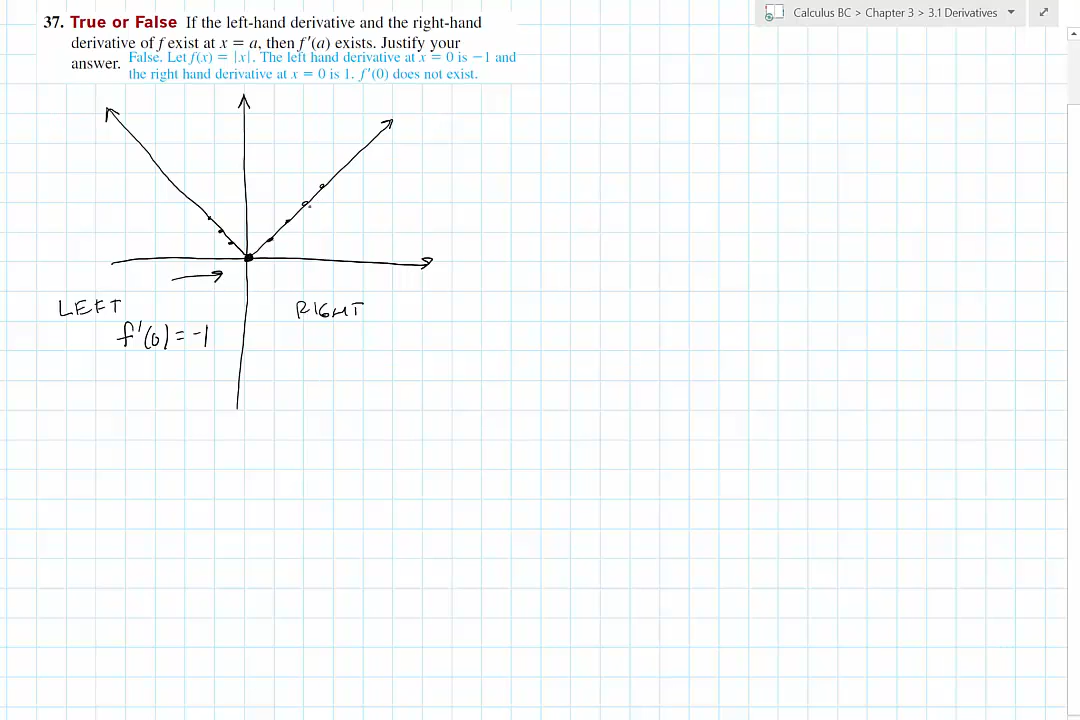 Calculus BC > Chapter 3 > 3.1 Derivatives
37. True or False If the left-hand derivative and the right-hand
derivative of f exist at x = a, then f'(a) exists. Justify your
answer. False. Let f(x) = |x|. The left hand derivative at x = 0 is −1 and
the right hand derivative at x = 0 is 1. f'(0) does not exist.
LEFT RIGHT
f'(0) = -1